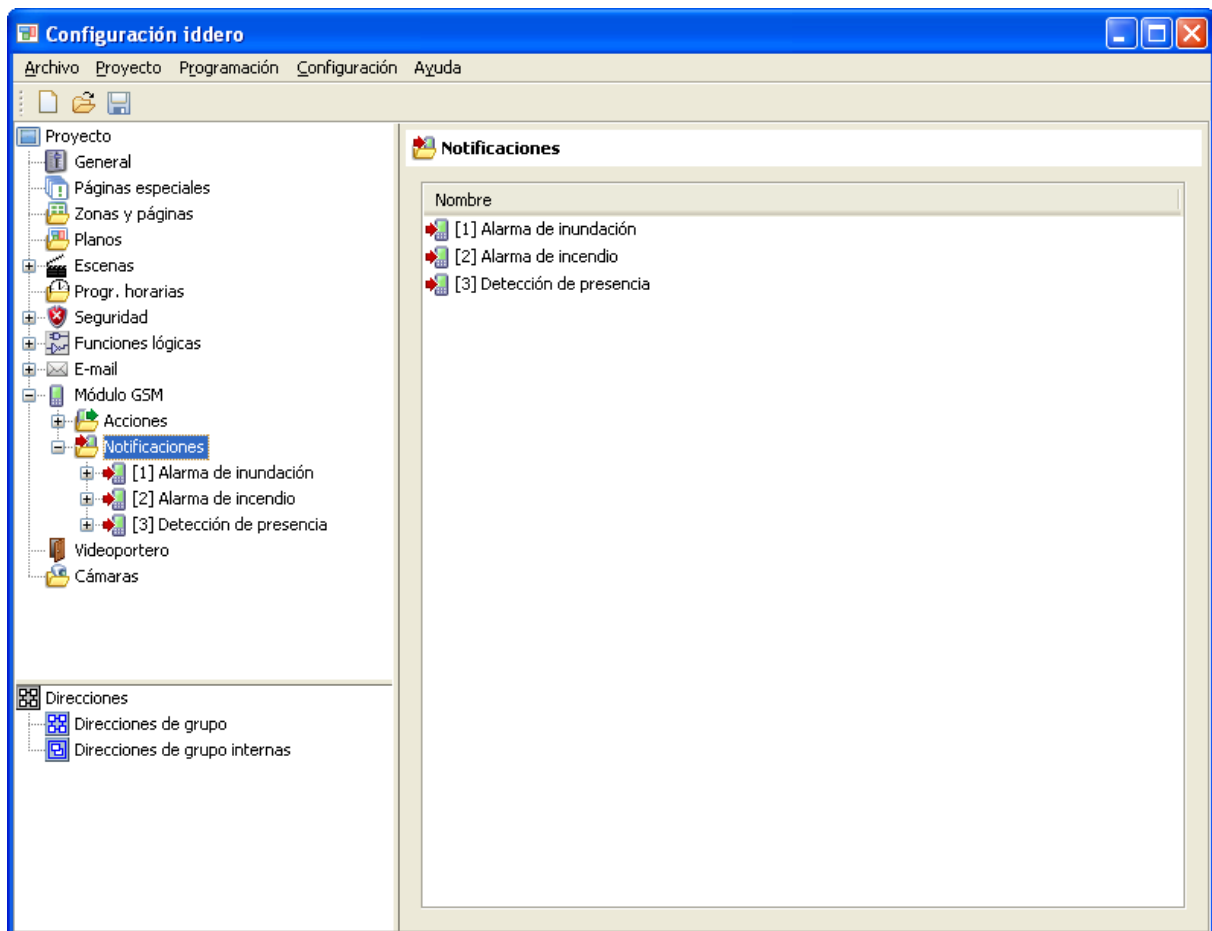 Configuración iddero
Archivo Proyecto Programación Configuración Ayuda
Proyecto
General
Páginas especiales
Zonas y páginas
Planos
Escenas
Progr. horarias
Seguridad
Funciones lógicas
E-mail
Módulo GSM
Acciones
Notificaciones
[1] Alarma de inundación
[2] Alarma de incendio
[3] Detección de presencia
Videoportero
Cámaras
Direcciones
Direcciones de grupo
Direcciones de grupo internas
Notificaciones
Nombre
[1] Alarma de inundación
[2] Alarma de incendio
[3] Detección de presencia